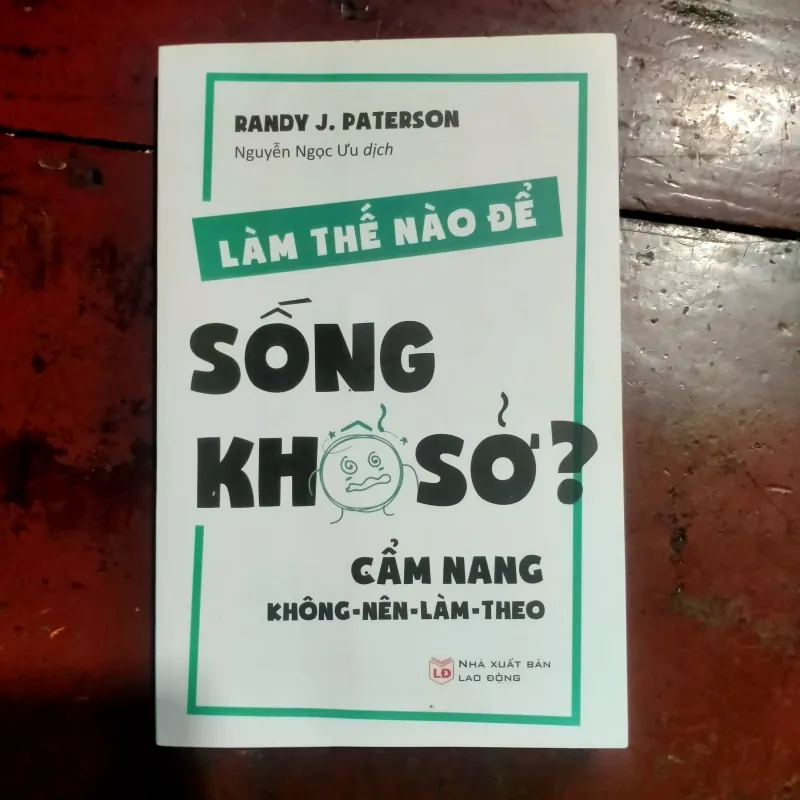 RANDY J. PATERSON
Nguyễn Ngọc Ưu dịch
LÀM THẾ NÀO ĐỂ
SỐNG
KHỔ SỞ?
CẨM NANG
KHÔNG-NÊN-LÀM-THEO
LĐ
NHÀ XUẤT BẢN
LAO ĐỘNG